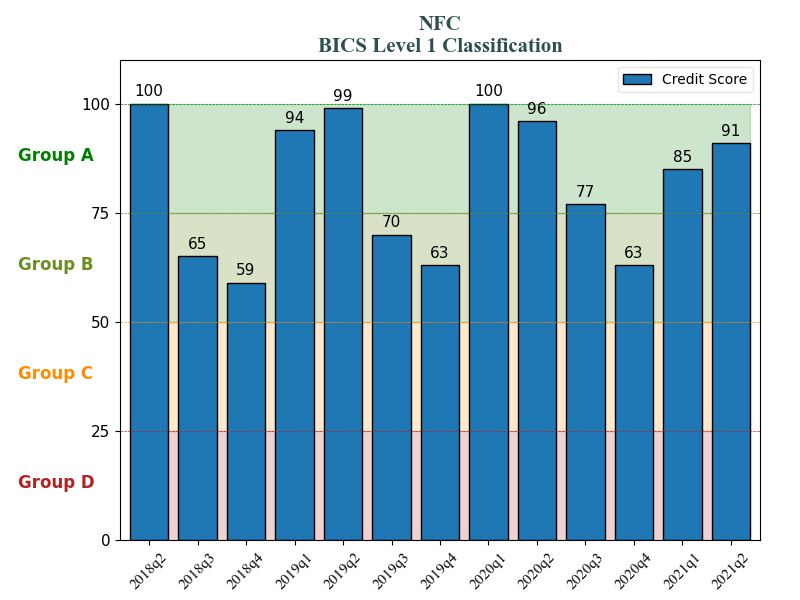 NFC
BICS Level 1 Classification
Credit Score
100
75
50
25
0
Group A
Group B
Group C
Group D
100
65
59
94
99
70
63
100
96
77
63
85
91
2018q2
2018q3
2018q4
2019q1
2019q2
2019q3
2019q4
2020q1
2020q2
2020q3
2020q4
2021q1
2021q2